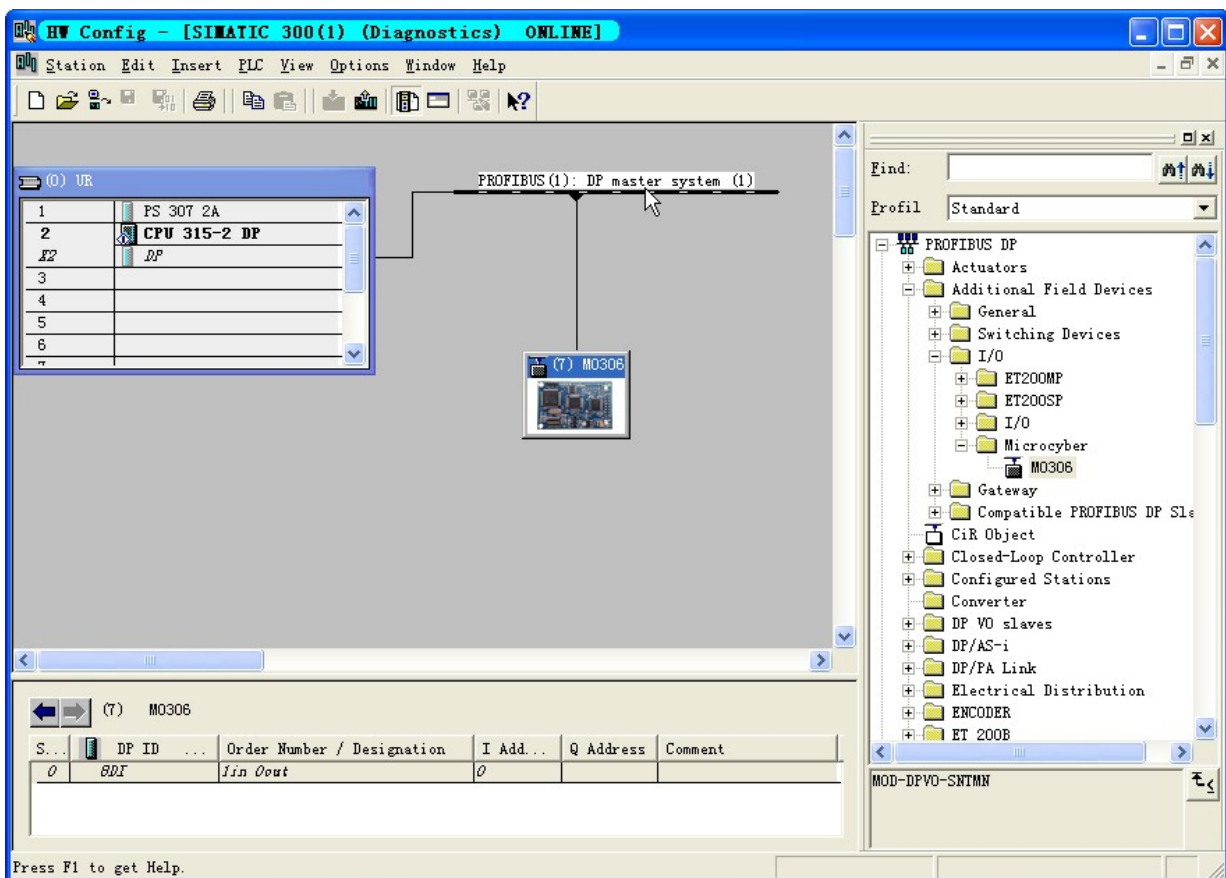 HW Config - [SIMATIC 300(1) (Diagnostics)  ONLINE]
Station Edit Insert PLC View Options Window Help
(0) UR
1 PS 307 2A
2 CPU 315-2 DP
X2 DP
3
4
5
6
7
PROFIBUS(1): DP master system (1)
(7) M0306
Find:
Profil Standard
PROFIBUS DP
Actuators
Additional Field Devices
General
Switching Devices
I/O
ET200MP
ET200SP
I/O
Microcyber
M0306
Gateway
Compatible PROFIBUS DP Sla
CiR Object
Closed-Loop Controller
Configured Stations
Converter
DP V0 slaves
DP/AS-i
DP/PA Link
Electrical Distribution
ENCODER
ET 200B
(7) M0306
S... DP ID ... Order Number / Designation I Add... Q Address Comment
0 8DI 1in 0out 0
MOD-DPV0-SNTMN
Press F1 to get Help.